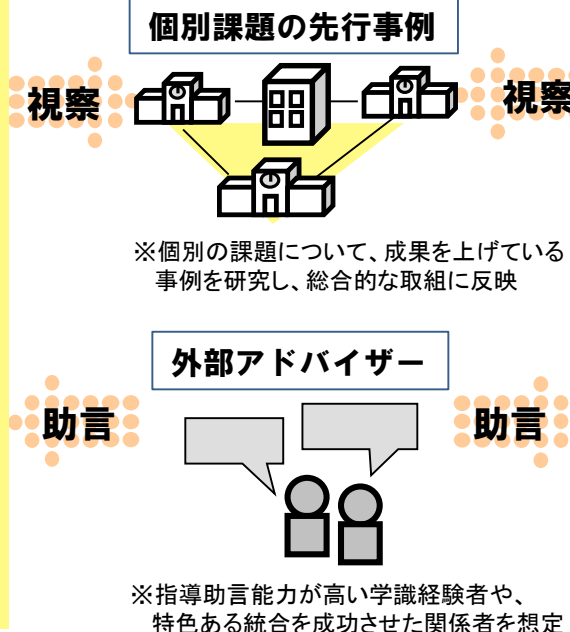 個別課題の先行事例
視察
視察
※個別の課題について、成果を上げている
事例を研究し、総合的な取組に反映
外部アドバイザー
助言
助言
※指導助言能力が高い学識経験者や、
特色ある統合を成功させた関係者を想定